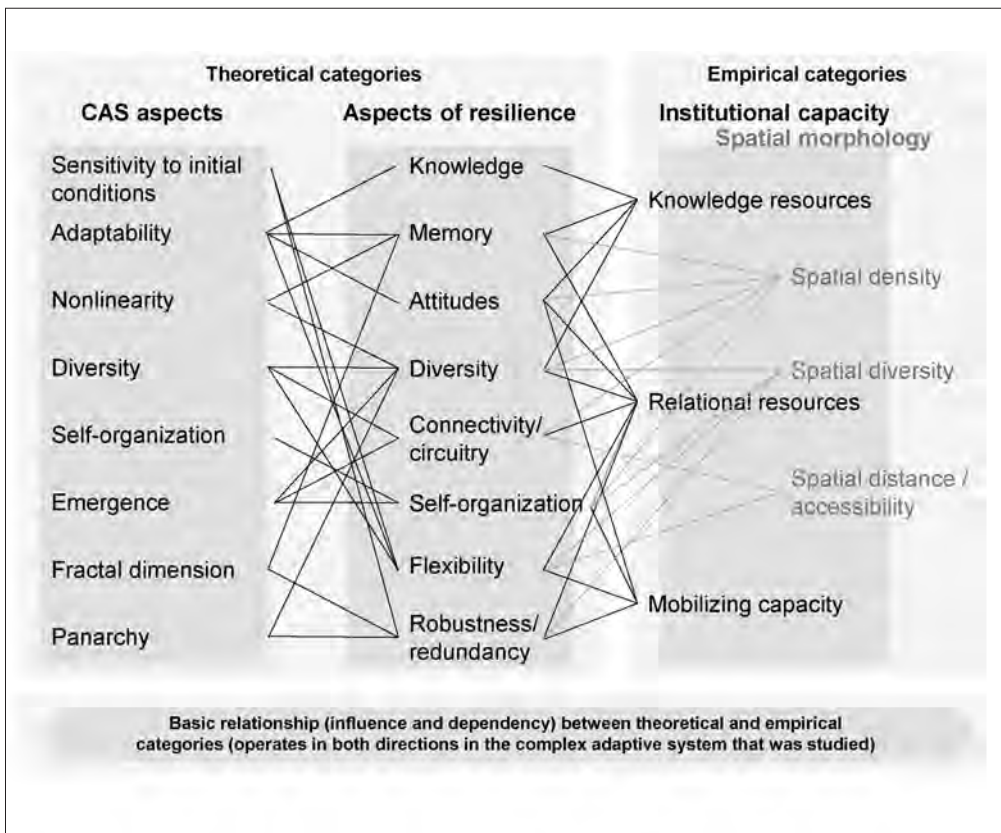 Theoretical categories
Empirical categories
CAS aspects
Aspects of resilience
Institutional capacity
Spatial morphology
Sensitivity to initial
conditions
Adaptability
Nonlinearity
Diversity
Self-organization
Emergence
Fractal dimension
Panarchy
Knowledge
Memory
Attitudes
Diversity
Connectivity/
circuitry
Self-organization
Flexibility
Robustness/
redundancy
Knowledge resources
Spatial density
Spatial diversity
Relational resources
Spatial distance /
accessibility
Mobilizing capacity
Basic relationship (influence and dependency) between theoretical and empirical
categories (operates in both directions in the complex adaptive system that was studied)